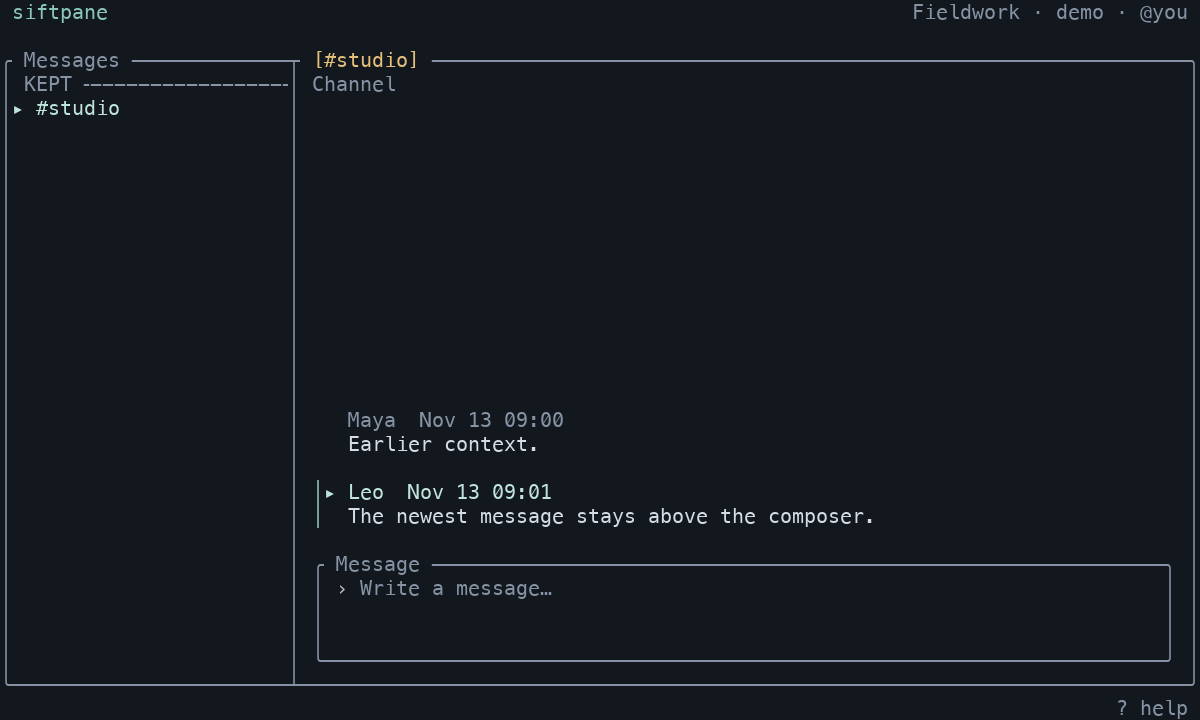 siftpane
Fieldwork · demo · @you
Messages
[#studio]
KEPT
Channel
▸ #studio
Maya  Nov 13 09:00
Earlier context.
▸ Leo  Nov 13 09:01
The newest message stays above the composer.
Message
› Write a message…
? help